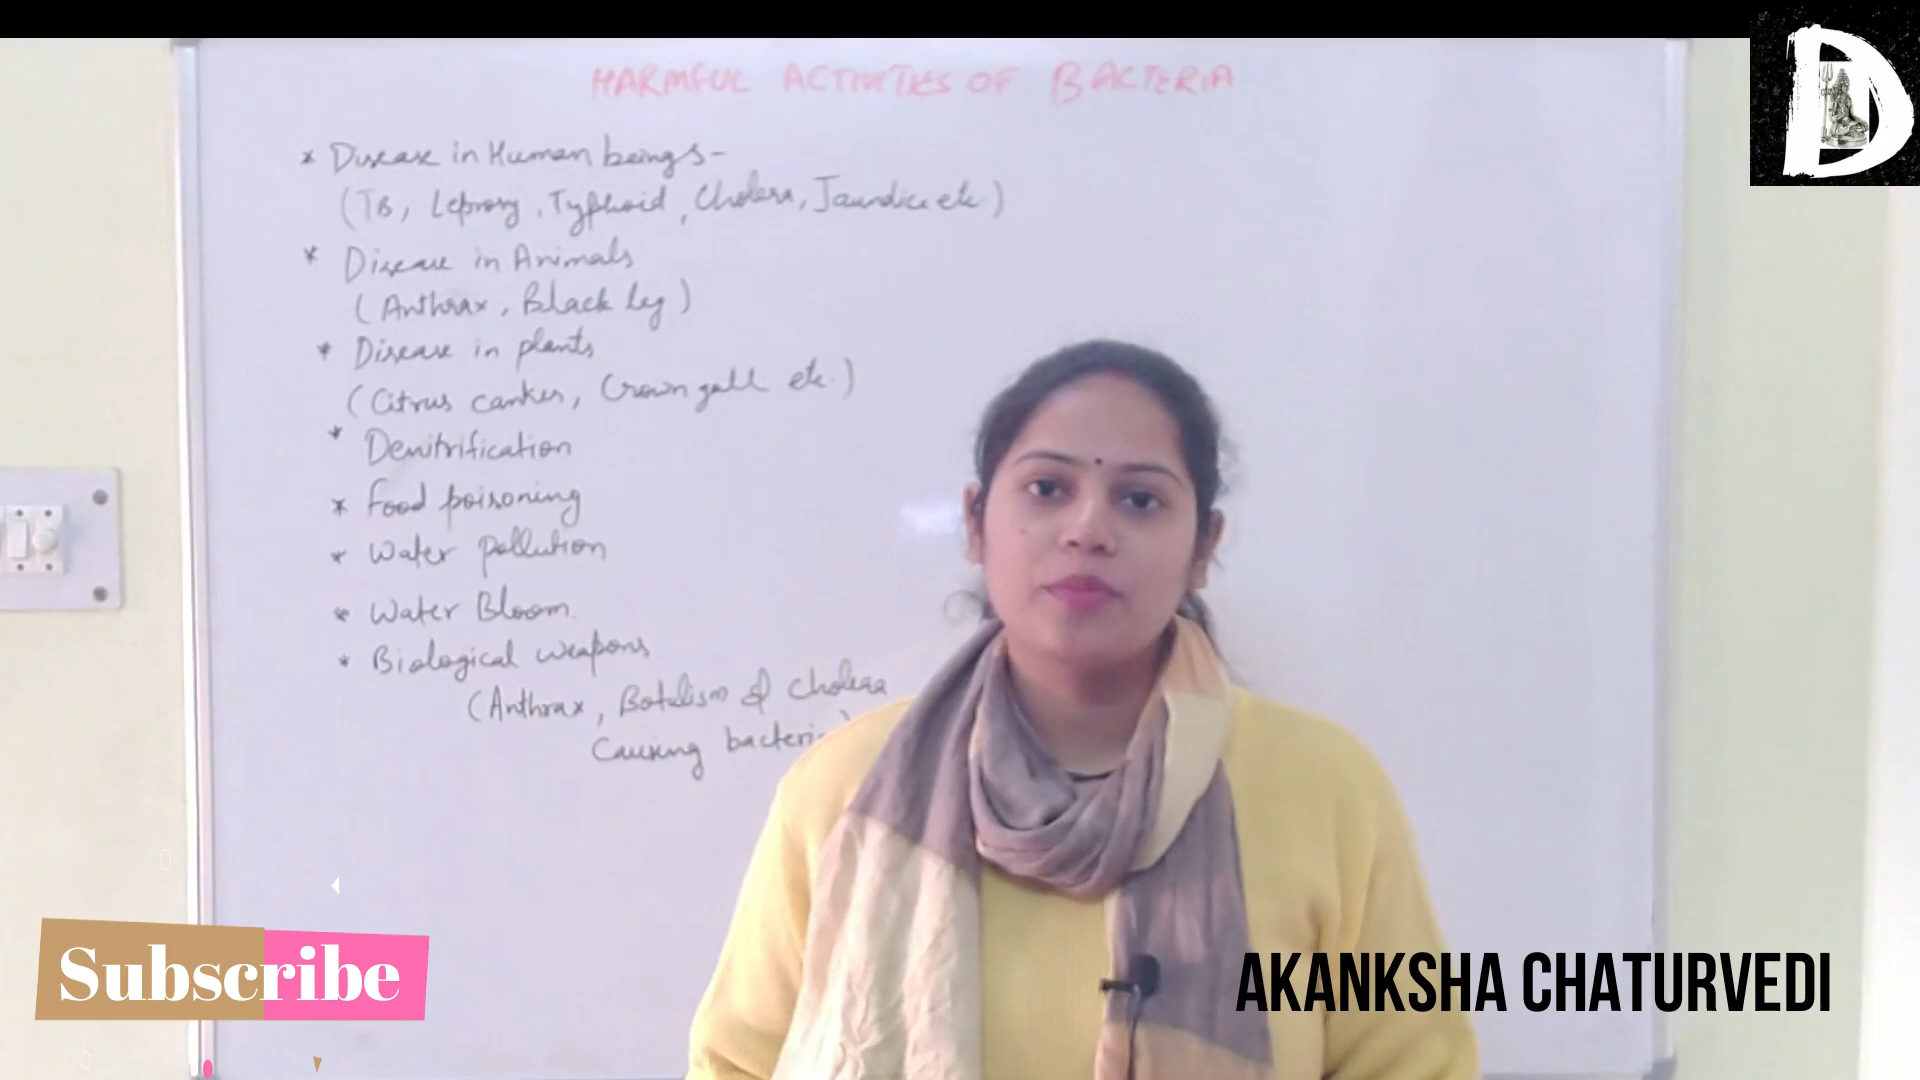 HARMFUL ACTIVITIES OF BACTERIA
* Disease in Human beings-
(TB, Leprosy, Typhoid, Cholera, Jaundice etc)
* Disease in Animals
(Anthrax, Black leg)
* Disease in plants
(Citrus canker, Crown gall etc.)
* Denitrification
* Food poisoning
* Water pollution
* Water Bloom.
* Biological weapons
(Anthrax, Botulism & Cholera
Causing bacteria)
D
Subscribe
AKANKSHA CHATURVEDI